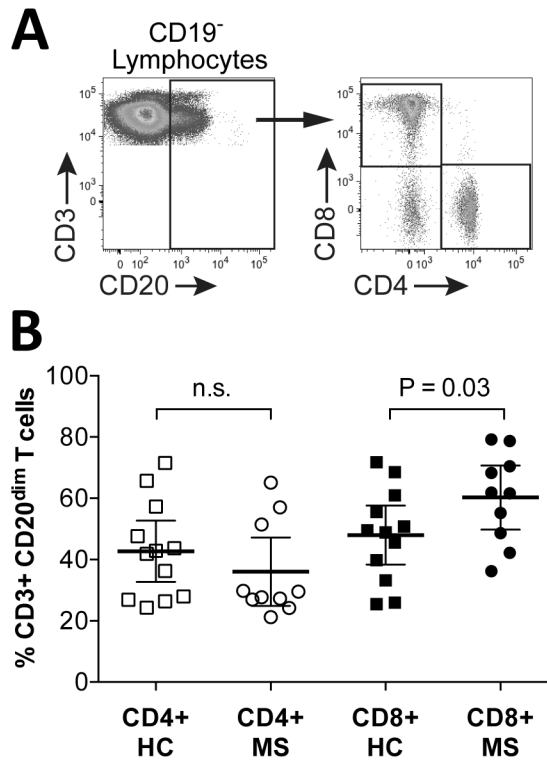 A
CD19-
Lymphocytes
10⁵
10⁴
10³
0
CD3
0 10² 10³ 10⁴ 10⁵
CD20
10⁵
10⁴
10³
0
CD8
0 10³ 10⁴ 10⁵
CD4
B
% CD3+ CD20dim T cells
100
80
60
40
20
0
n.s.
P = 0.03
CD4+ CD4+ CD8+ CD8+
HC MS HC MS